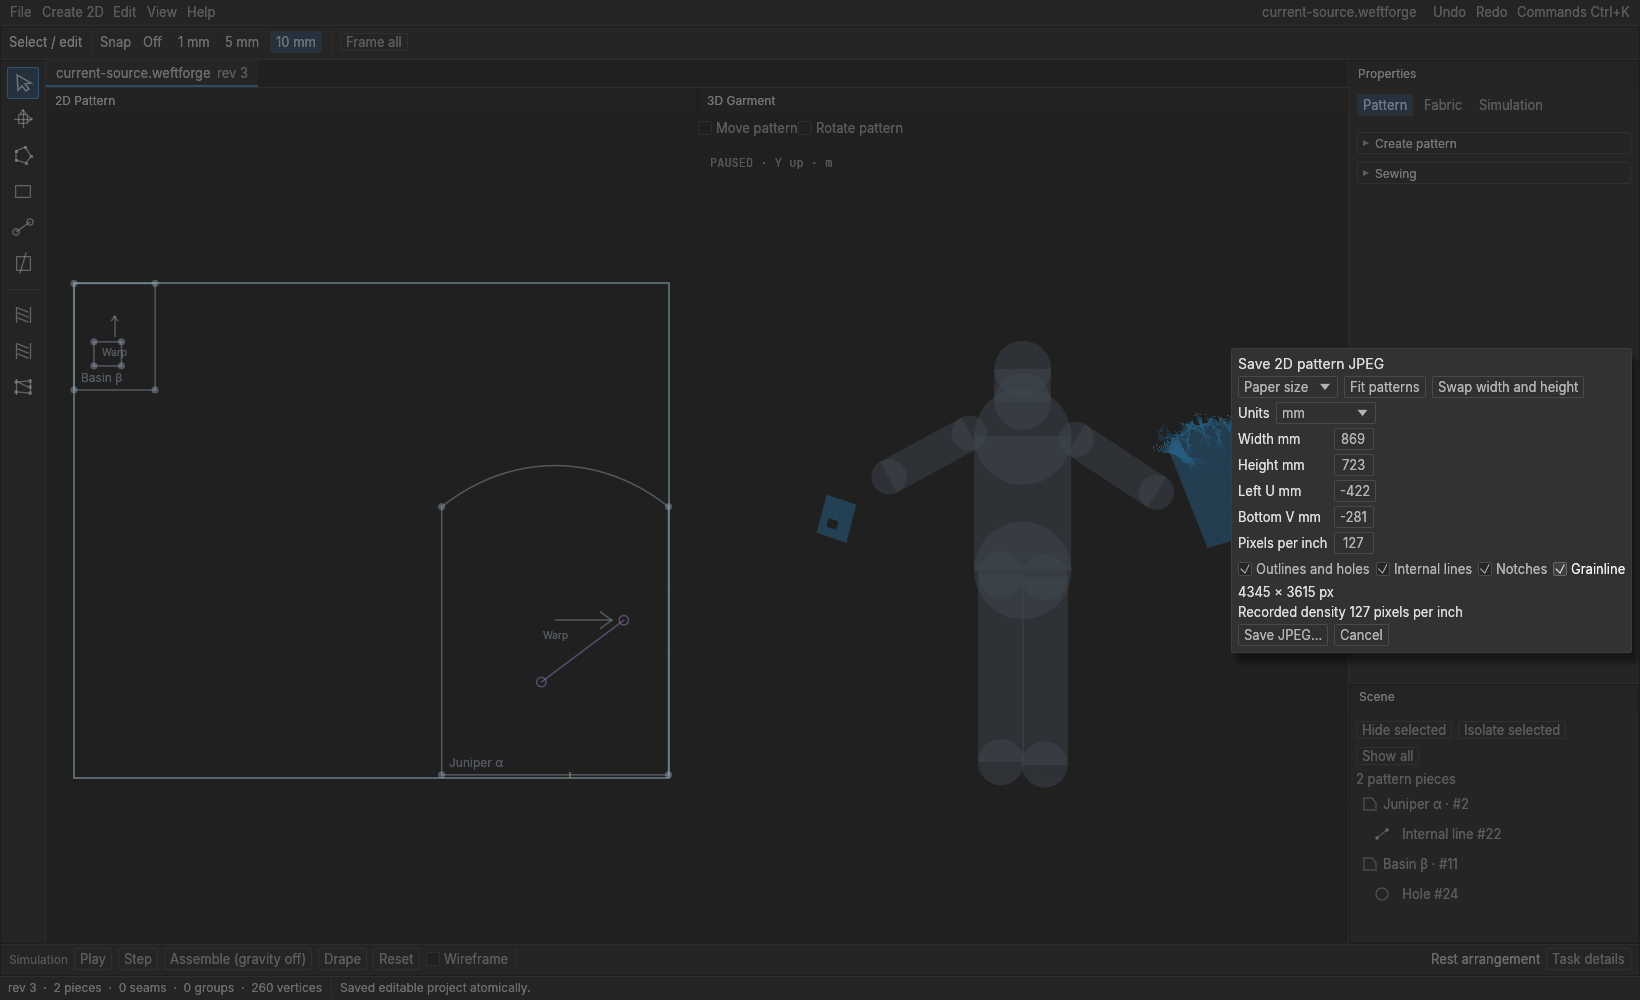 File Create 2D Edit View Help current-source.weftforge Undo Redo Commands Ctrl+K
Select / edit Snap Off 1 mm 5 mm 10 mm Frame all
current-source.weftforge rev 3
Properties
2D Pattern
3D Garment
Pattern Fabric Simulation
Move pattern Rotate pattern
Create pattern
PAUSED · Y up · m
Sewing
Warp
Basin β
Warp
Juniper α
Save 2D pattern JPEG
Paper size Fit patterns Swap width and height
Units mm
Width mm 869
Height mm 723
Left U mm -422
Bottom V mm -281
Pixels per inch 127
Outlines and holes Internal lines Notches Grainline
4345 × 3615 px
Recorded density 127 pixels per inch
Save JPEG... Cancel
Scene
Hide selected Isolate selected
Show all
2 pattern pieces
Juniper α · #2
Internal line #22
Basin β · #11
Hole #24
Simulation Play Step Assemble (gravity off) Drape Reset Wireframe Rest arrangement Task details
rev 3 · 2 pieces · 0 seams · 0 groups · 260 vertices Saved editable project atomically.